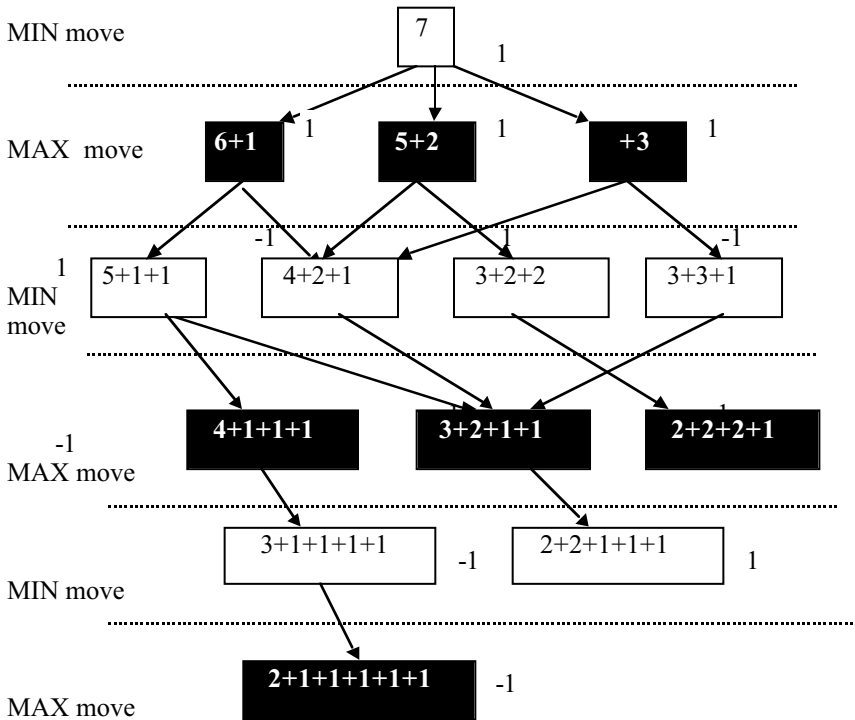 MIN move
7
1
MAX move
6+1 1 5+2 1 +3 1
-1 1 -1
1
5+1+1 4+2+1 3+2+2 3+3+1
MIN
move
4+1+1+1 3+2+1+1 2+2+2+1
-1
MAX move
3+1+1+1+1 -1 2+2+1+1+1 1
MIN move
2+1+1+1+1+1 -1
MAX move